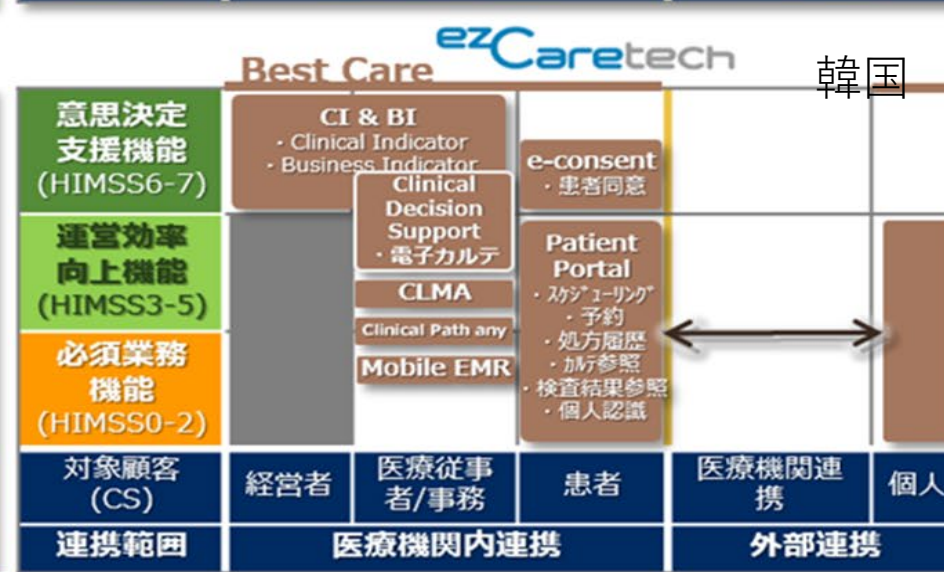 ezCaretech
Best Care
韓国
意思決定
支援機能
(HIMSS6-7)
CI & BI
・Clinical Indicator
・Business Indicator
e-consent
・患者同意
Clinical
Decision
Support
・電子カルテ
運営効率
向上機能
(HIMSS3-5)
Patient
Portal
・ｽｹｼﾞｭｰﾘﾝｸﾞ
・予約
・処方履歴
・ｶﾙﾃ参照
・検査結果参照
・個人認識
CLMA
Clinical Path any
Mobile EMR
必須業務
機能
(HIMSS0-2)
対象顧客
(CS)
経営者
医療従事
者/事務
患者
医療機関連
携
個人
連携範囲
医療機関内連携
外部連携